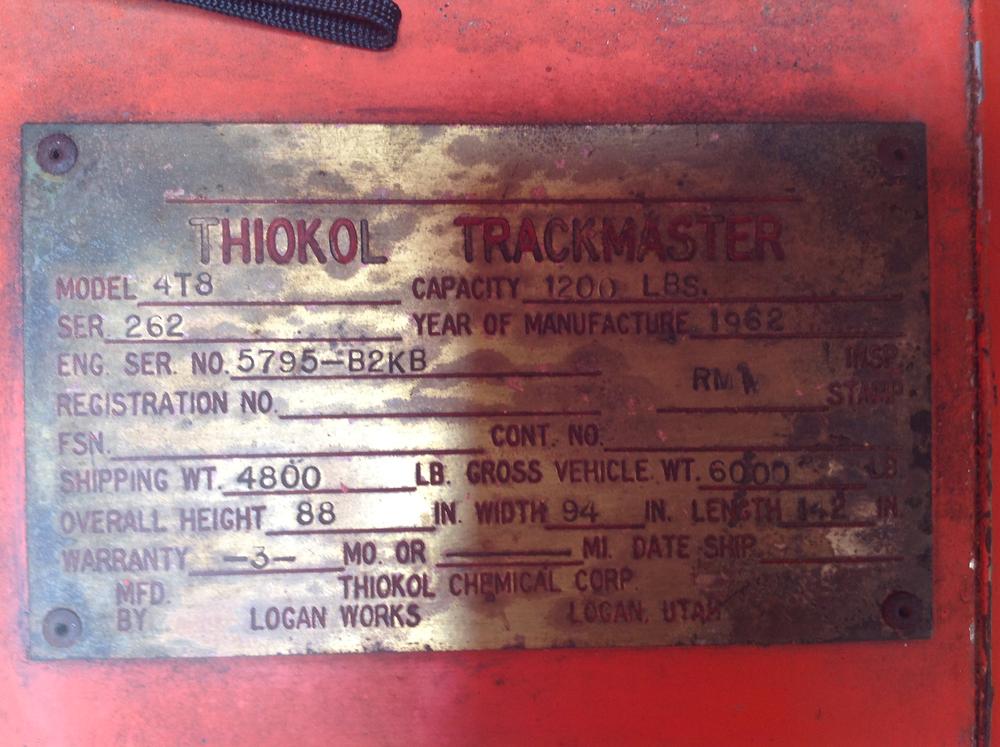 THIOKOL TRACKMASTER
MODEL 4T8 CAPACITY 1200 LBS.
SER 262 YEAR OF MANUFACTURE 1962
ENG. SER. NO. 5795-B2KB INSP.
REGISTRATION NO. RM STAMP
FSN. CONT. NO.
SHIPPING WT. 4800 LB. GROSS VEHICLE WT. 6000 LB.
OVERALL HEIGHT 88 IN. WIDTH 94 IN. LENGTH 142 IN.
WARRANTY -3- MO. OR MI. DATE SHIP.
MFD. THIOKOL CHEMICAL CORP.
BY LOGAN WORKS LOGAN, UTAH